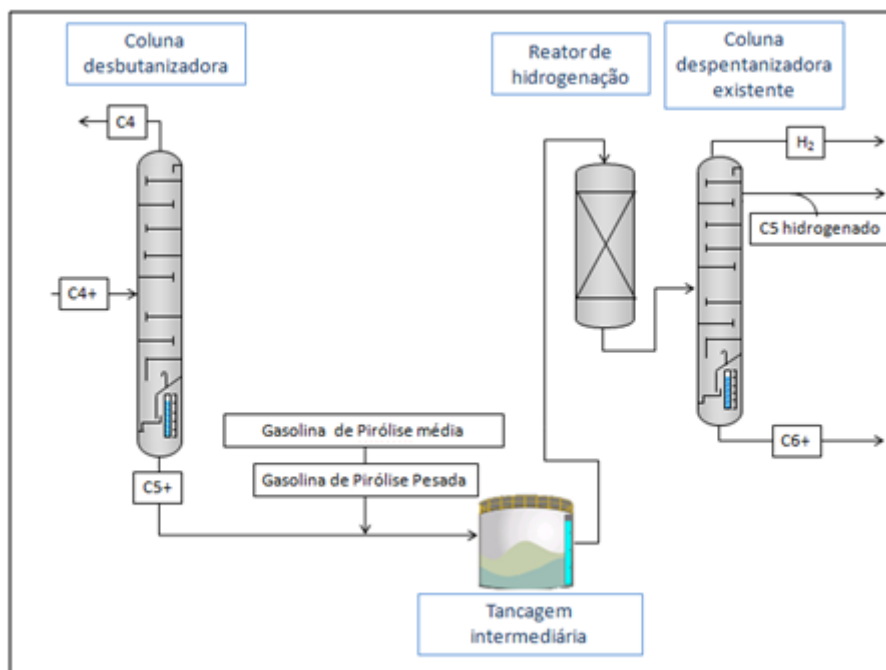 Coluna
desbutanizadora
Reator de
hidrogenação
Coluna
despentanizadora
existente
C4
H₂
C5 hidrogenado
C4+
Gasolina de Pirólise média
Gasolina de Pirólise Pesada
C5+
C6+
Tancagem
intermediária